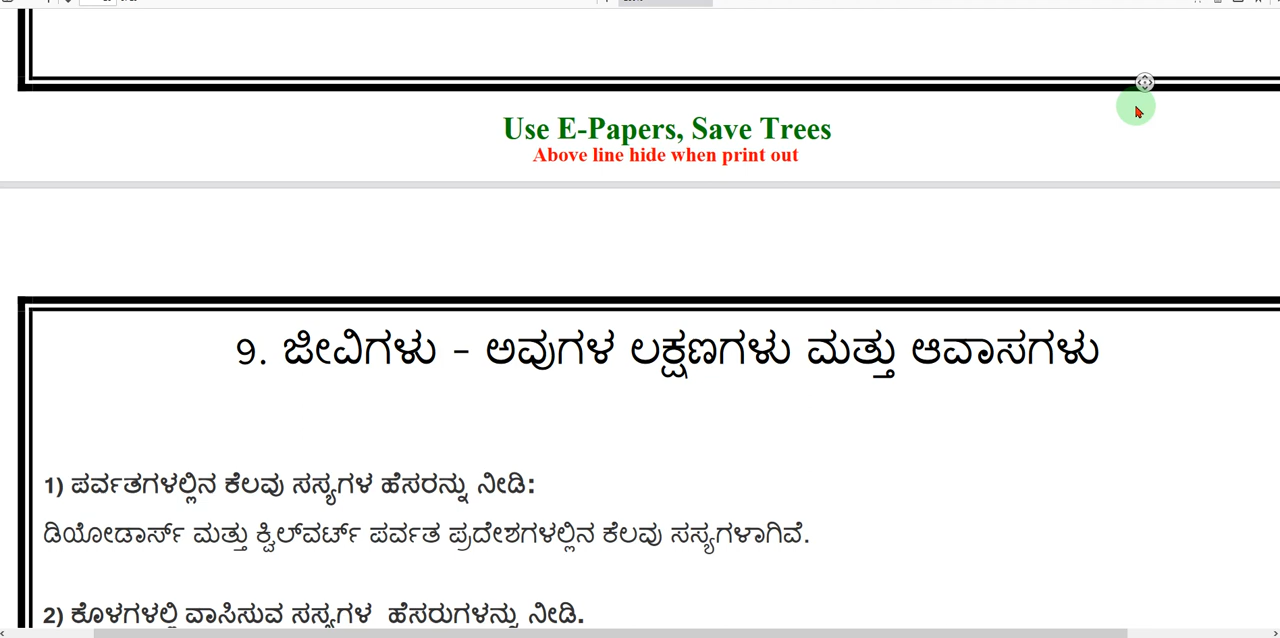 Use E-Papers, Save Trees
Above line hide when print out
9. ಜೀವಿಗಳು - ಅವುಗಳ ಲಕ್ಷಣಗಳು ಮತ್ತು ಆವಾಸಗಳು
1) ಪರ್ವತಗಳಲ್ಲಿನ ಕೆಲವು ಸಸ್ಯಗಳ ಹೆಸರನ್ನು ನೀಡಿ:
ಡಿಯೋಡಾರ್ಸ್ ಮತ್ತು ಕ್ವಿಲ್‌ವರ್ಟ್ ಪರ್ವತ ಪ್ರದೇಶಗಳಲ್ಲಿನ ಕೆಲವು ಸಸ್ಯಗಳಾಗಿವೆ.
2) ಕೊಳಗಳಲ್ಲಿ ವಾಸಿಸುವ ಸಸ್ಯಗಳ ಹೆಸರುಗಳನ್ನು ನೀಡಿ.